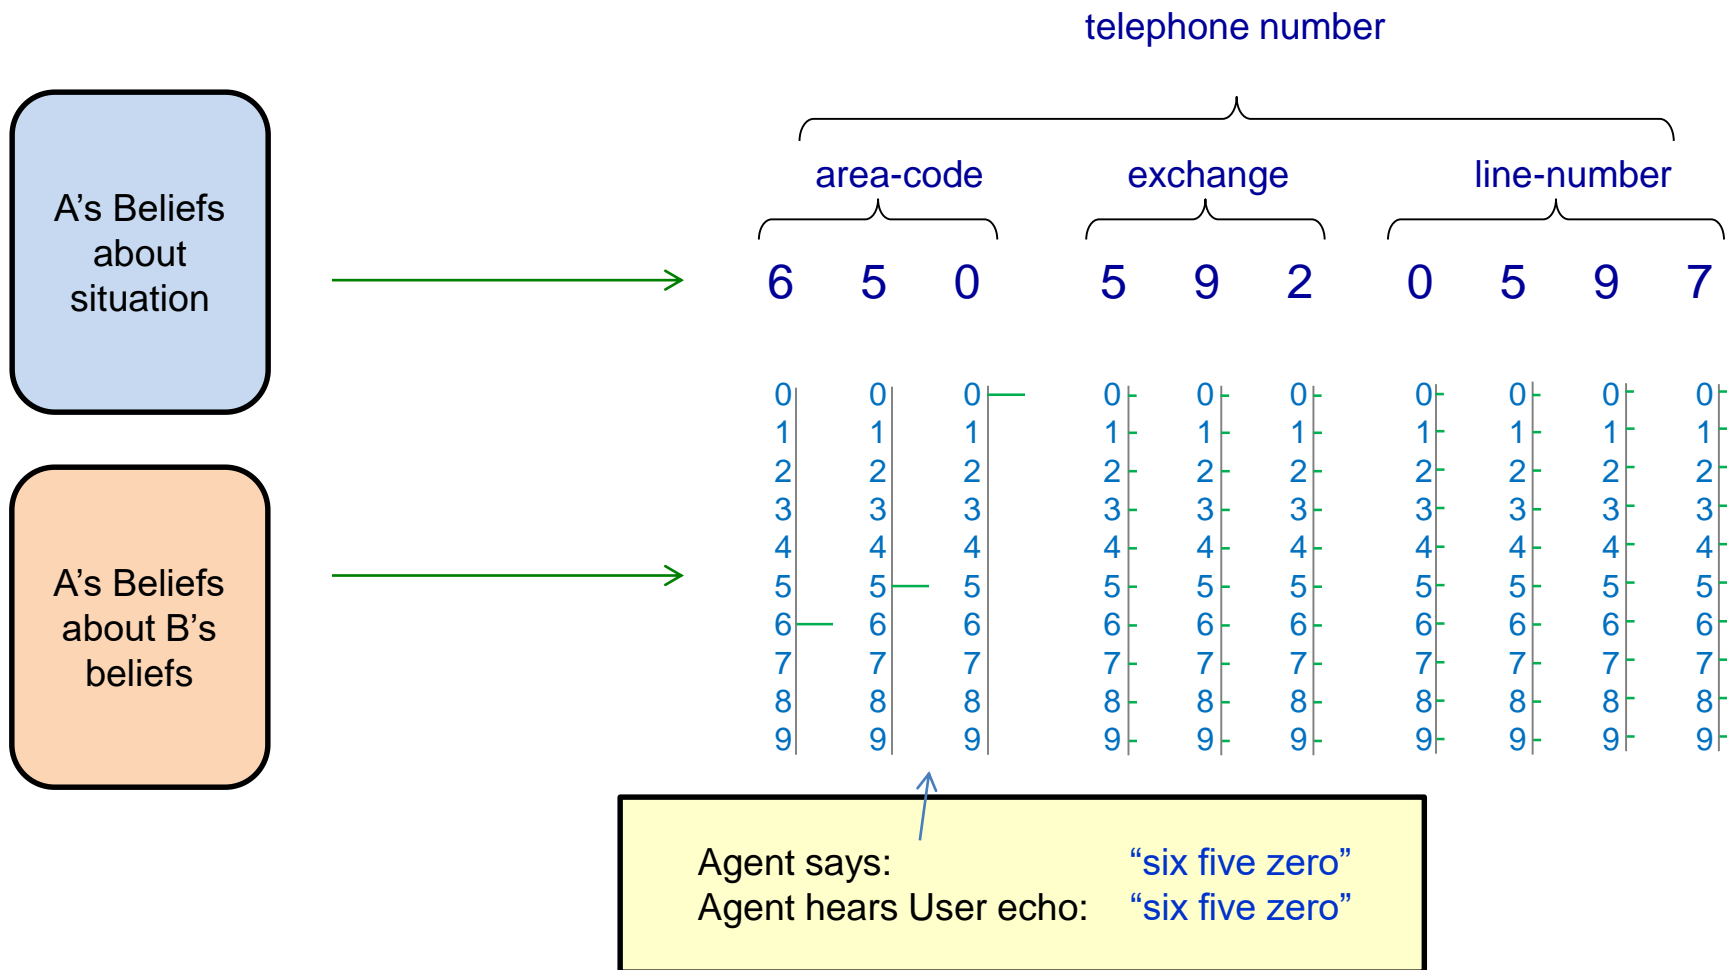 telephone number
A’s Beliefs
about
situation
area-code exchange line-number
6 5 0 5 9 2 0 5 9 7
A’s Beliefs
about B’s
beliefs
0 0 0 0 0 0 0 0 0 0
1 1 1 1 1 1 1 1 1 1
2 2 2 2 2 2 2 2 2 2
3 3 3 3 3 3 3 3 3 3
4 4 4 4 4 4 4 4 4 4
5 5 5 5 5 5 5 5 5 5
6 6 6 6 6 6 6 6 6 6
7 7 7 7 7 7 7 7 7 7
8 8 8 8 8 8 8 8 8 8
9 9 9 9 9 9 9 9 9 9
Agent says: “six five zero”
Agent hears User echo: “six five zero”